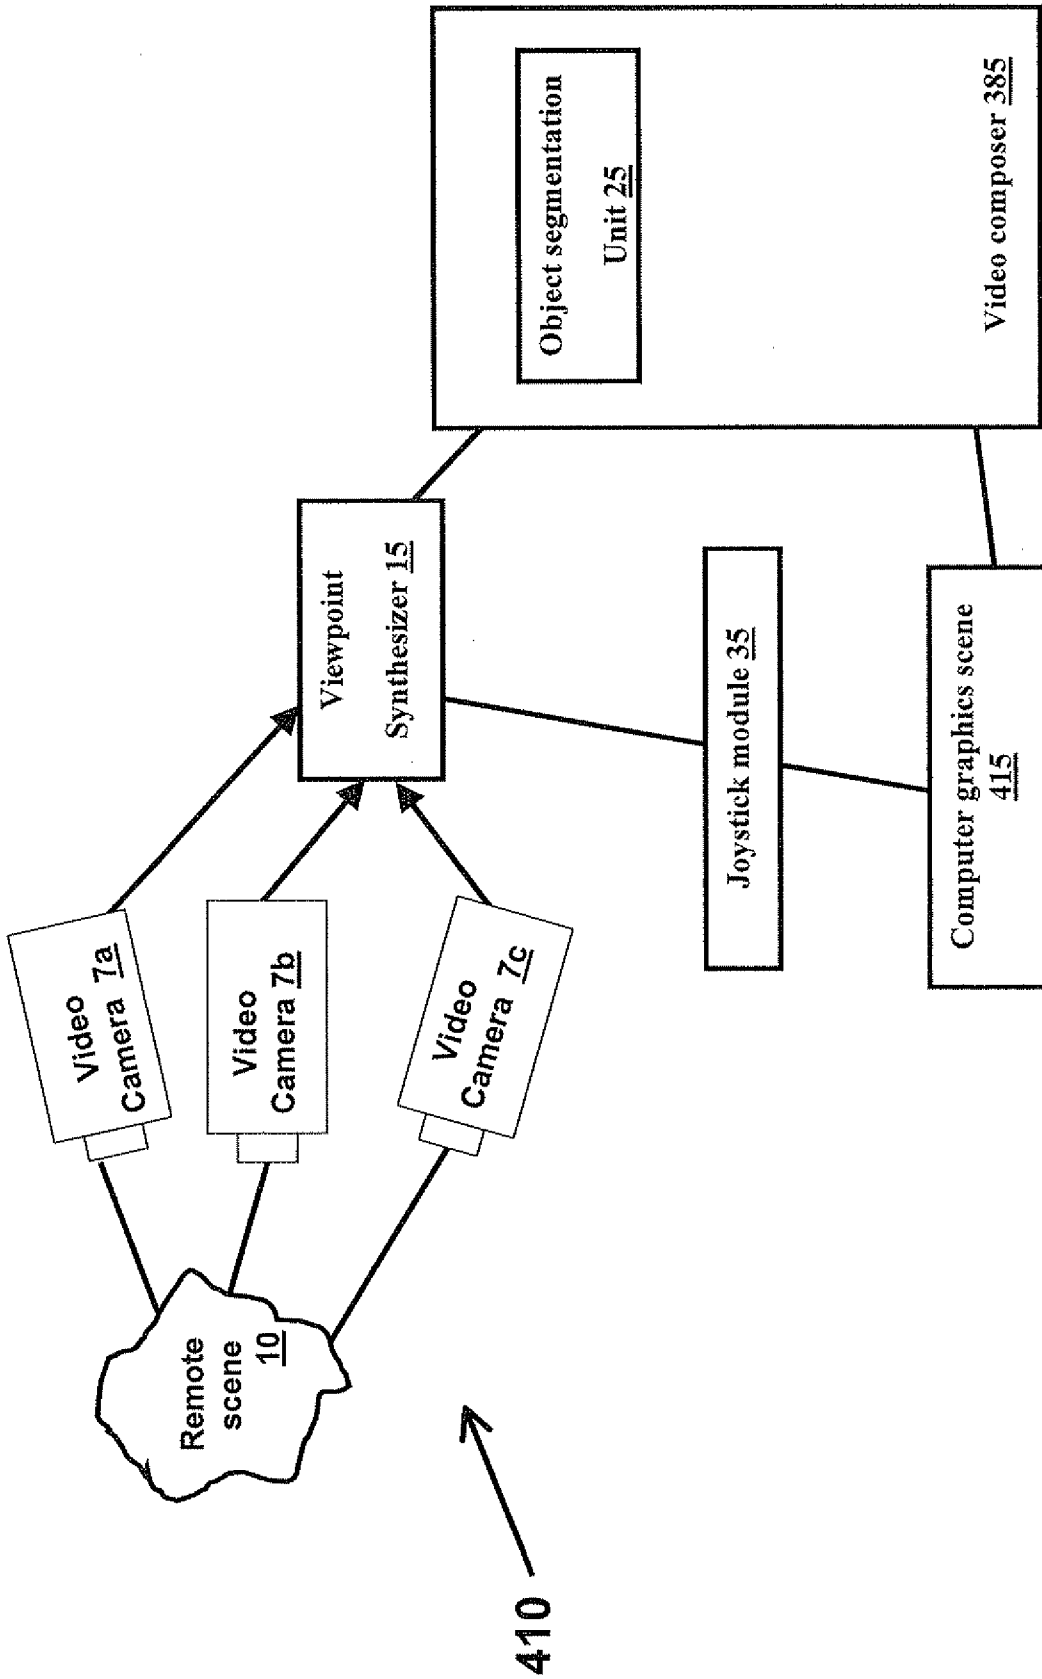 Remote
scene
10
Video
Camera 7a
Video
Camera 7b
Video
Camera 7c
Viewpoint
Synthesizer 15
Object segmentation
Unit 25
Video composer 385
Joystick module 35
Computer graphics scene
415
410